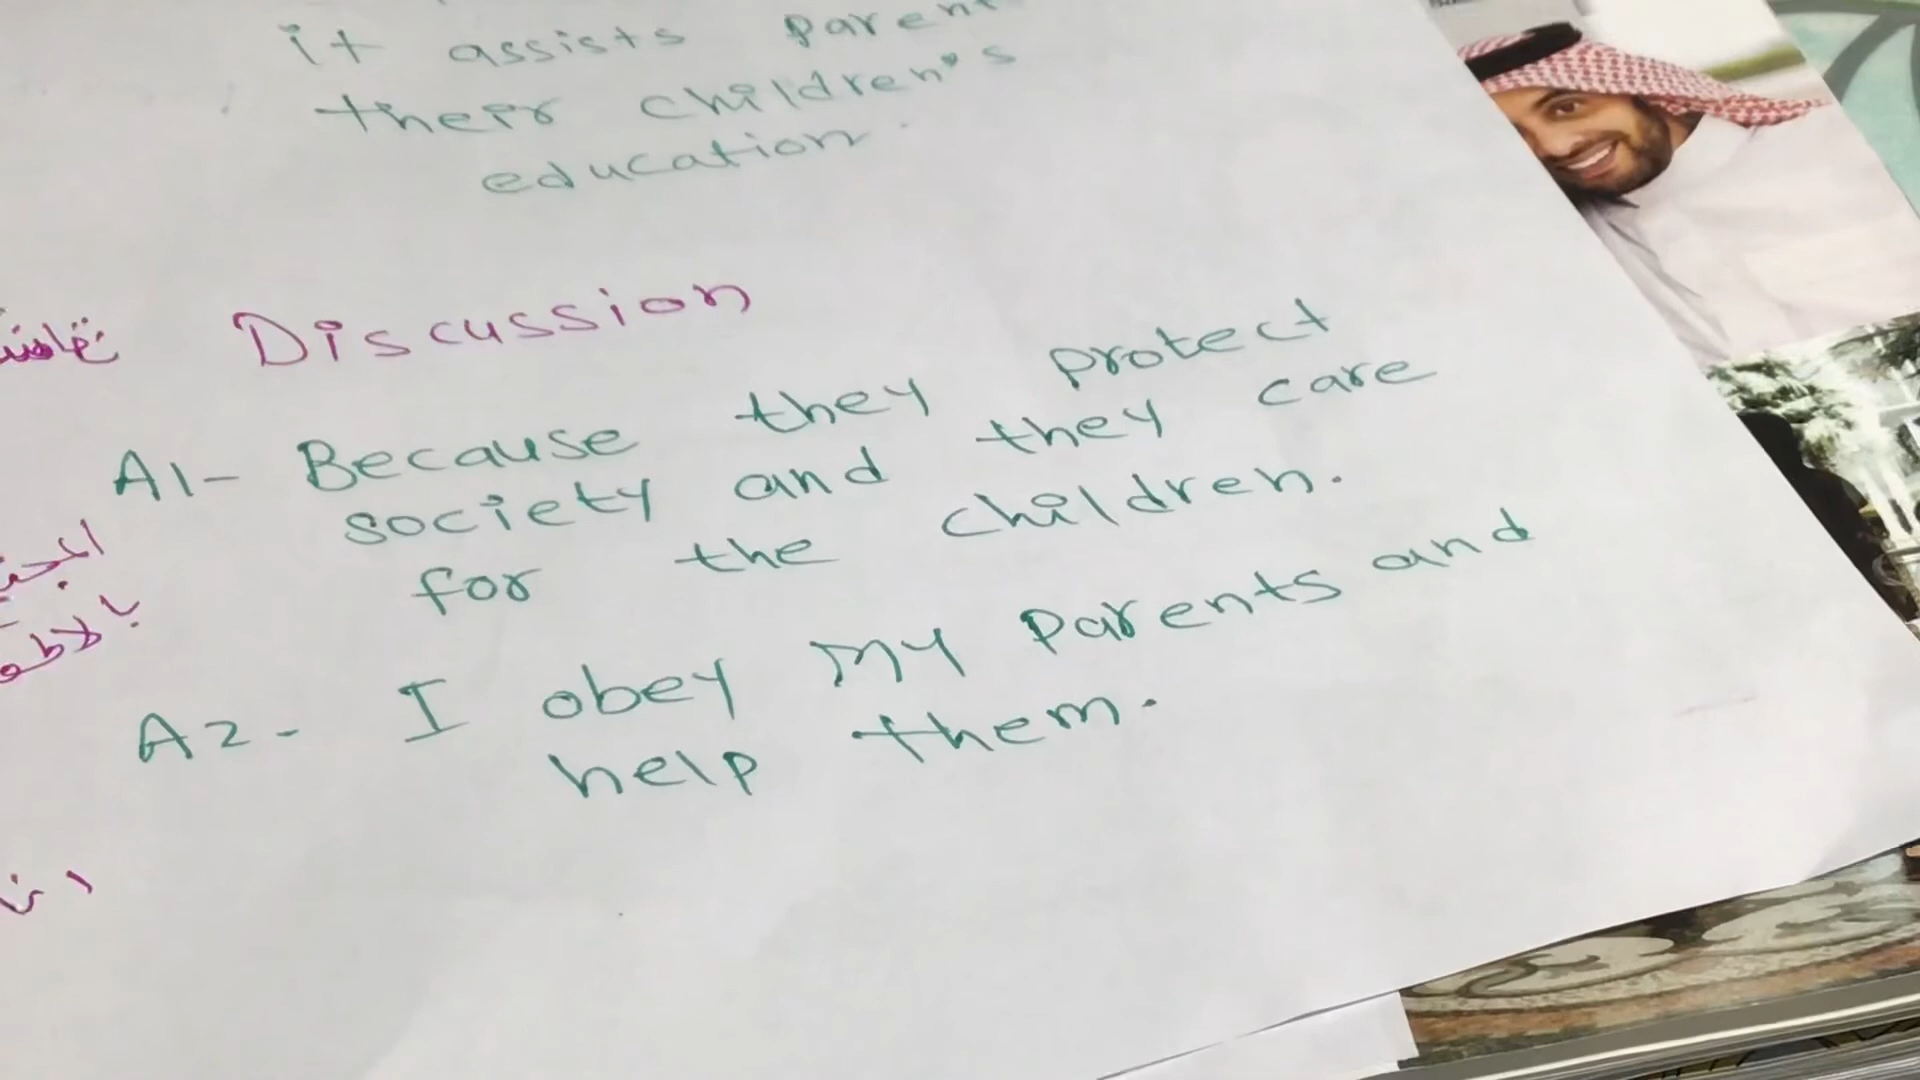 it assists
their children's
education.
Discussion
A1- Because they protect
society and they care
for the children.
A2- I obey my parents and
help them.